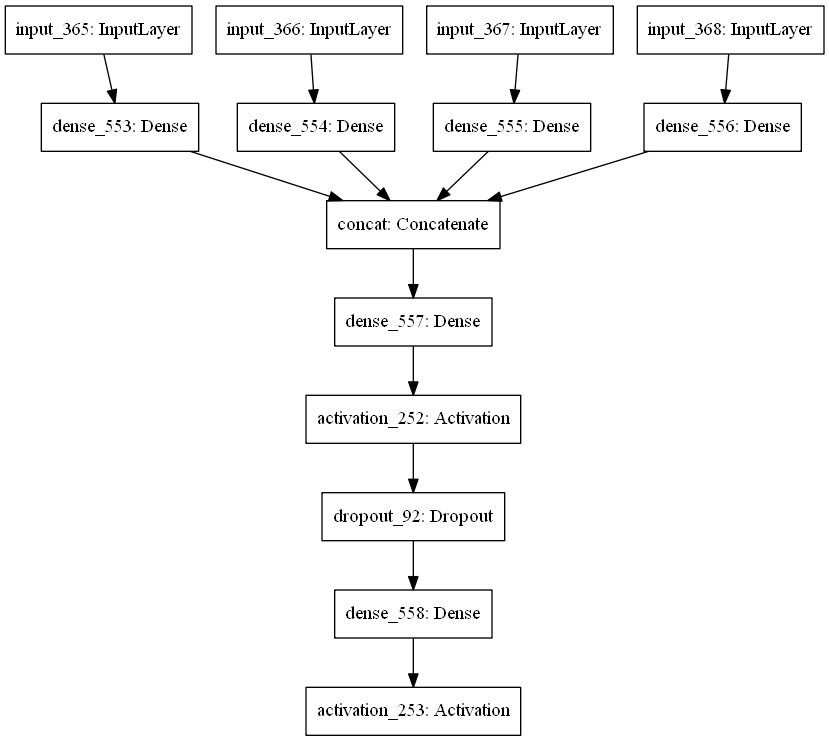 input_365: InputLayer
input_366: InputLayer
input_367: InputLayer
input_368: InputLayer
dense_553: Dense
dense_554: Dense
dense_555: Dense
dense_556: Dense
concat: Concatenate
dense_557: Dense
activation_252: Activation
dropout_92: Dropout
dense_558: Dense
activation_253: Activation